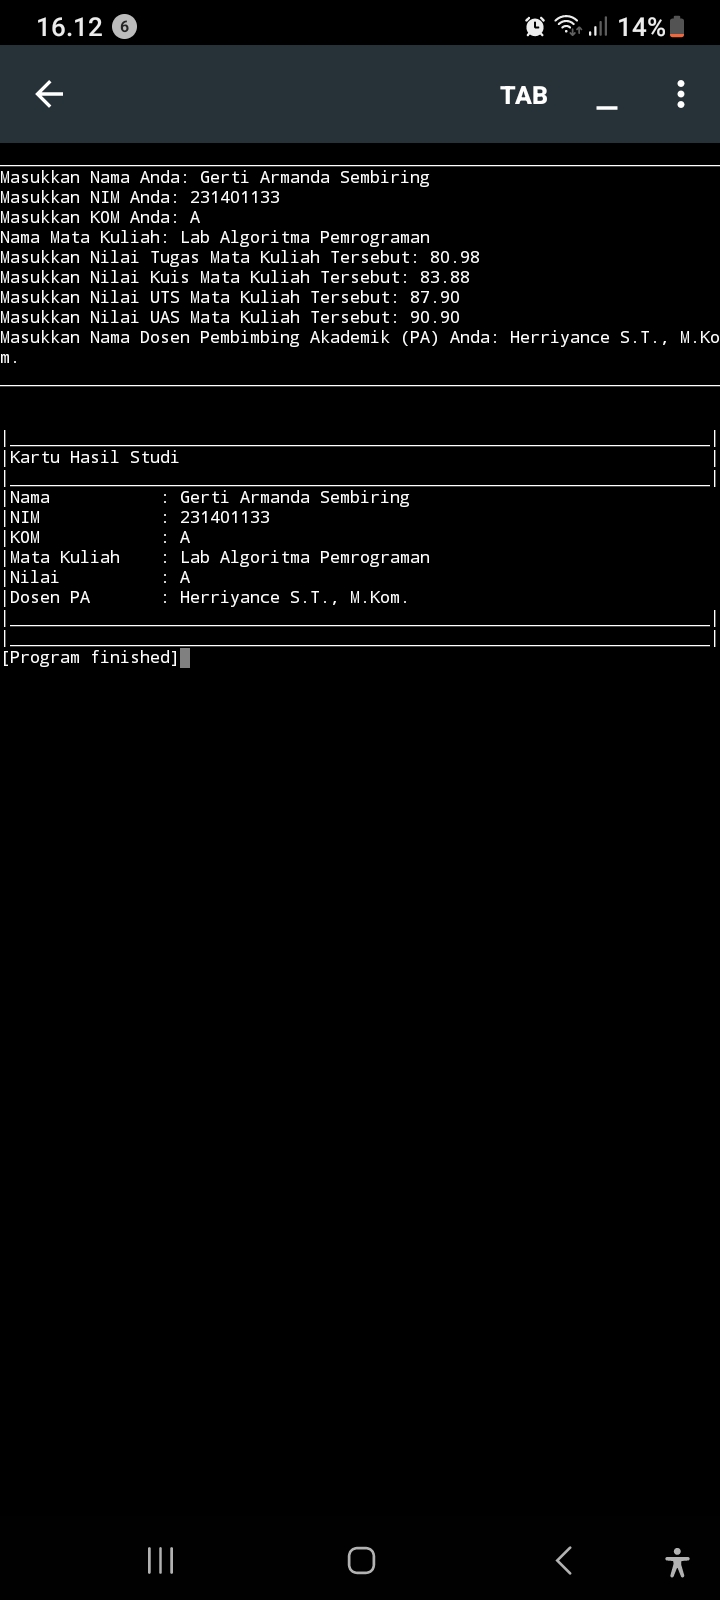 16.12 6 14%
TAB _
Masukkan Nama Anda: Gerti Armanda Sembiring
Masukkan NIM Anda: 231401133
Masukkan KOM Anda: A
Nama Mata Kuliah: Lab Algoritma Pemrograman
Masukkan Nilai Tugas Mata Kuliah Tersebut: 80.98
Masukkan Nilai Kuis Mata Kuliah Tersebut: 83.88
Masukkan Nilai UTS Mata Kuliah Tersebut: 87.90
Masukkan Nilai UAS Mata Kuliah Tersebut: 90.90
Masukkan Nama Dosen Pembimbing Akademik (PA) Anda: Herriyance S.T., M.Ko
m.
|Kartu Hasil Studi |
|Nama : Gerti Armanda Sembiring
|NIM : 231401133
|KOM : A
|Mata Kuliah : Lab Algoritma Pemrograman
|Nilai : A
|Dosen PA : Herriyance S.T., M.Kom.
[Program finished]